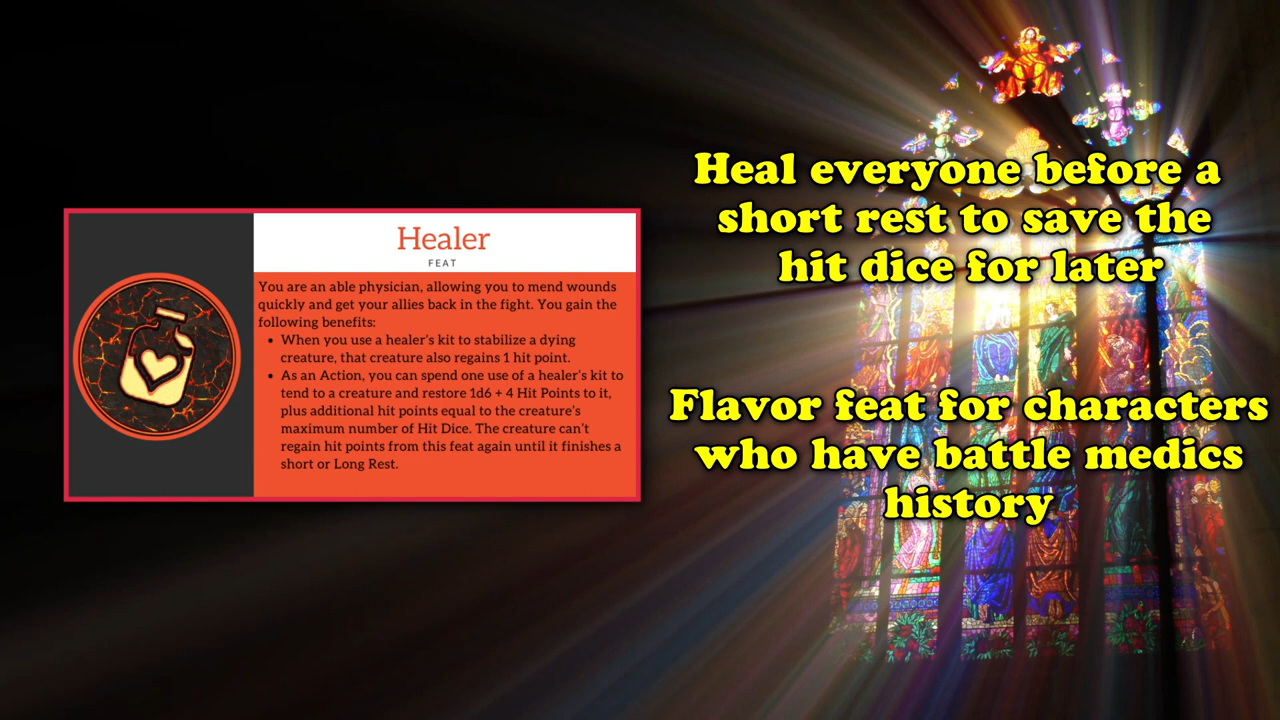 Healer
FEAT
You are an able physician, allowing you to mend wounds
quickly and get your allies back in the fight. You gain the
following benefits:
• When you use a healer's kit to stabilize a dying
creature, that creature also regains 1 hit point.
• As an Action, you can spend one use of a healer's kit to
tend to a creature and restore 1d6 + 4 Hit Points to it,
plus additional hit points equal to the creature's
maximum number of Hit Dice. The creature can't
regain hit points from this feat again until it finishes a
short or Long Rest.
Heal everyone before a
short rest to save the
hit dice for later
Flavor feat for characters
who have battle medics
history